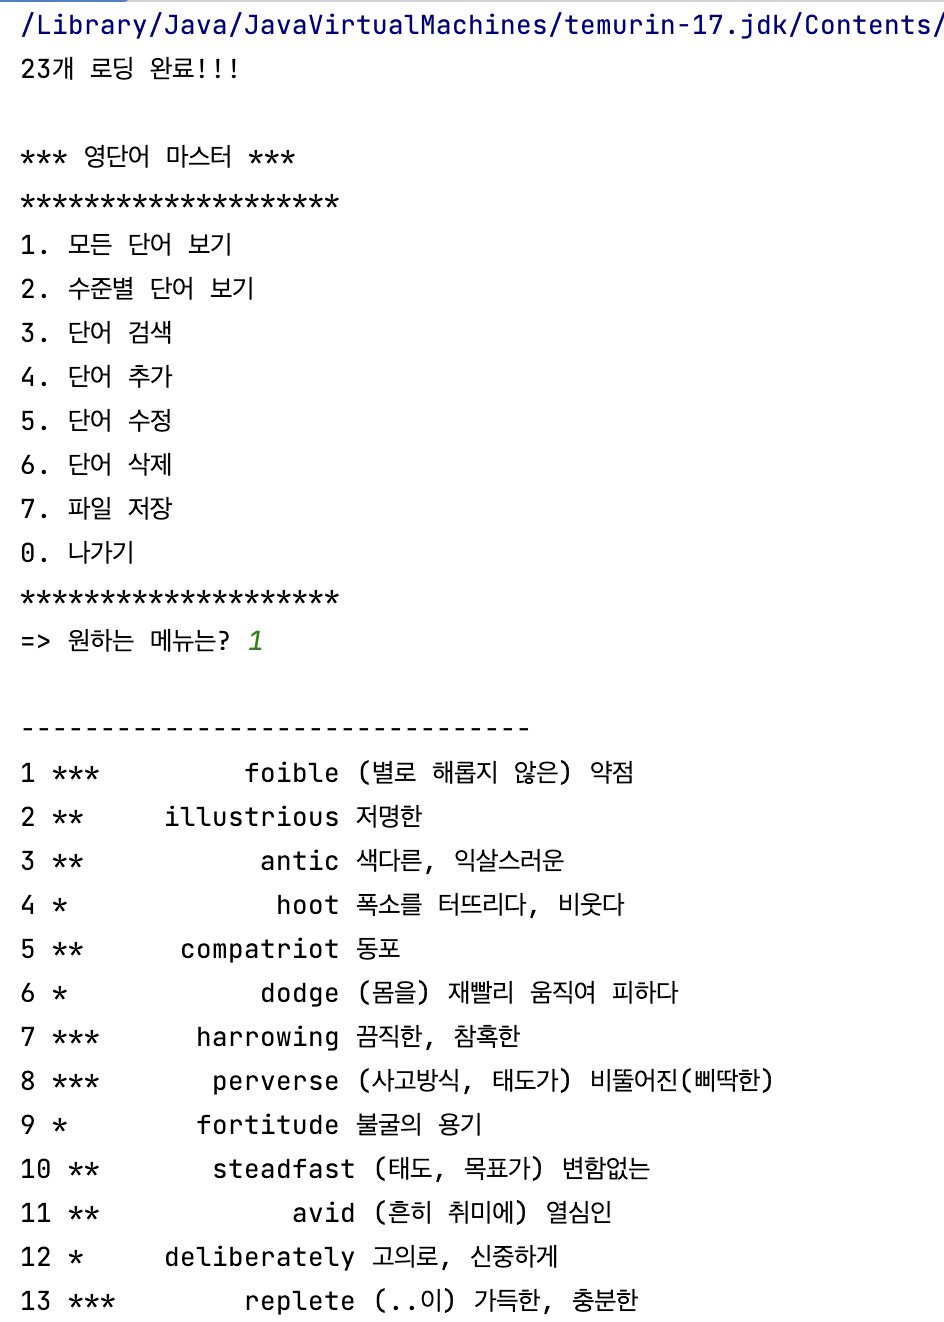 /Library/Java/JavaVirtualMachines/temurin-17.jdk/Contents/
23개 로딩 완료!!!
*** 영단어 마스터 ***
********************
1. 모든 단어 보기
2. 수준별 단어 보기
3. 단어 검색
4. 단어 추가
5. 단어 수정
6. 단어 삭제
7. 파일 저장
0. 나가기
********************
=> 원하는 메뉴는? 1
--------------------------------
1 *** foible (별로 해롭지 않은) 약점
2 ** illustrious 저명한
3 ** antic 색다른, 익살스러운
4 * hoot 폭소를 터뜨리다, 비웃다
5 ** compatriot 동포
6 * dodge (몸을) 재빨리 움직여 피하다
7 *** harrowing 끔직한, 참혹한
8 *** perverse (사고방식, 태도가) 비뚤어진(삐딱한)
9 * fortitude 불굴의 용기
10 ** steadfast (태도, 목표가) 변함없는
11 ** avid (흔히 취미에) 열심인
12 * deliberately 고의로, 신중하게
13 *** replete (..이) 가득한, 충분한